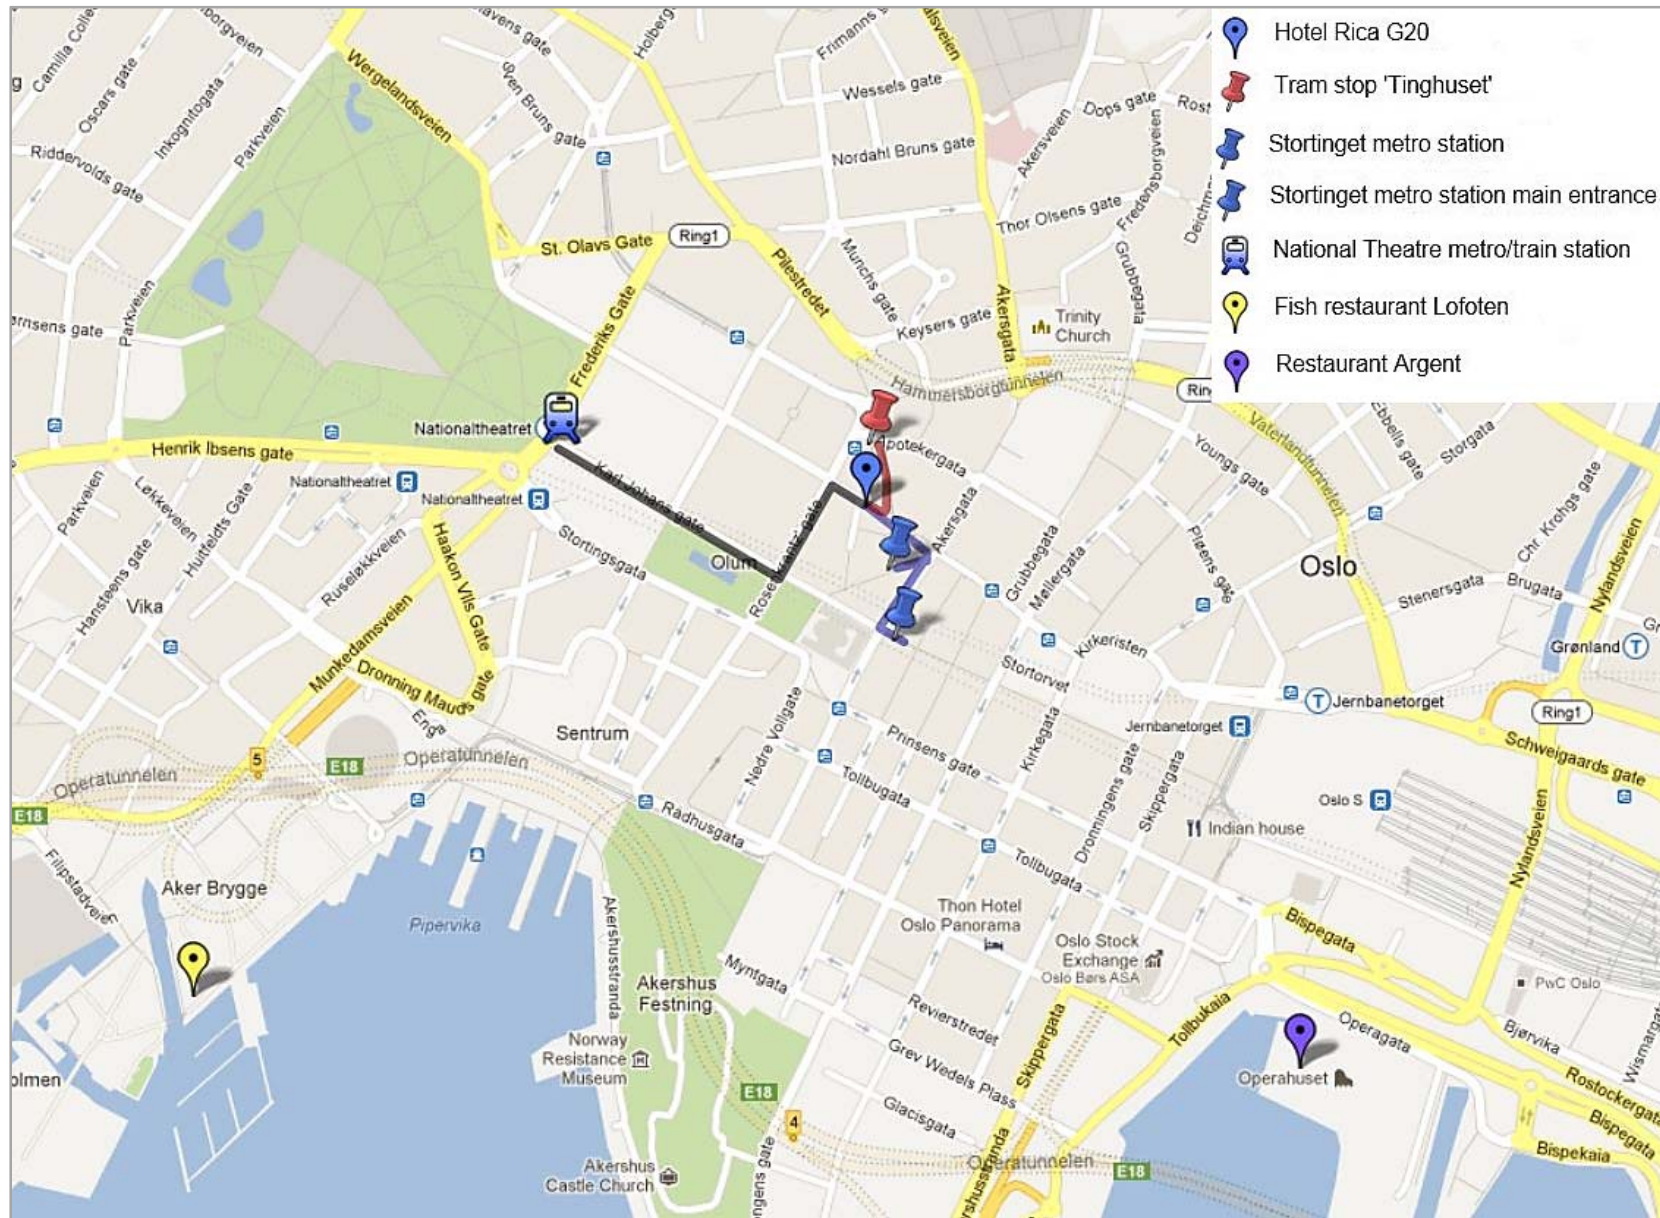 Hotel Rica G20
Tram stop 'Tinghuset'
Stortinget metro station
Stortinget metro station main entrance
National Theatre metro/train station
Fish restaurant Lofoten
Restaurant Argent
Oscars gate
Inkognitogata
Parkveien
Riddervolds gate
Wergelandsveien
Sven Bruns gate
Wessels gate
Nordahl Bruns gate
Akersveien
Dops gate
Fredensborgveien
Thor Olsens gate
St. Olavs Gate
Ring1
Pilestredet
Munchs gate
Akersgata
Grubbegata
Parkveien
Keysers gate
Trinity
Church
Frederiks Gate
Hammersborgtunnelen
Vaterlandtunnelen
Storgata
Nationaltheatret
Henrik Ibsens gate
Apotekergata
Youngs gate
Karl Johans gate
Nationaltheatret
Nationaltheatret
Parkveien
Løkkeveien
Huitfeldts Gate
Hansteens gate
Ruseløkkveien
Haakon VIIs Gate
Stortingsgata
Akersgata
Grubbegata
Møllergata
Pløens gate
Oslo
Chr. Krohgs gate
Nylandsveien
Stenersgata
Brugata
Vika
Munkedamsveien
Dronning Mauds gate
Kirkeristen
Stortorvet
Grønland
T
T
Jernbanetorget
Jernbanetorget
Ring1
Schweigaards gate
Sentrum
Nedre Vollgate
Prinsens gate
Kirkegata
Tollbugata
Dronningens gate
Skippergata
Operatunnelen
5
E18
Operatunnelen
E18
Radhusgata
Oslo S
Indian house
Tollbugata
Nylandsveien
Aker Brygge
Pipervika
Akershusstranda
Thon Hotel
Oslo Panorama
Oslo Stock
Exchange
Oslo Børs ASA
Bispegata
PwC Oslo
Akershus
Festning
Myntgata
Revierstredet
Skippergata
Tollbukaia
Operagata
Bjørvika
Norway
Resistance
Museum
Grev Wedels Plass
Operahuset
Rostockergata
Bispegata
Bispekaia
E18
Glacisgata
4
Akershus
Castle Church
Operatunnelen
E18